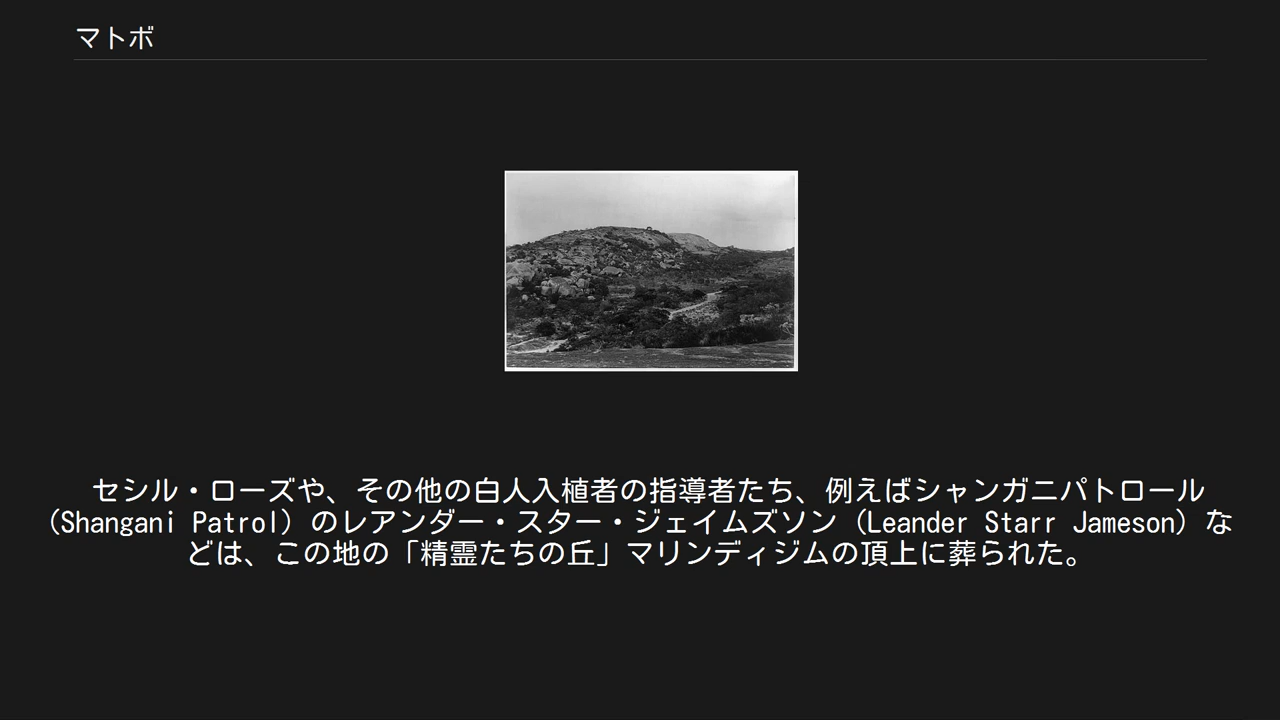 マトボ
セシル・ローズや、その他の白人入植者の指導者たち、例えばシャンガニパトロール
（Shangani Patrol）のレアンダー・スター・ジェイムズソン（Leander Starr Jameson）な
どは、この地の「精霊たちの丘」マリンディジムの頂上に葬られた。